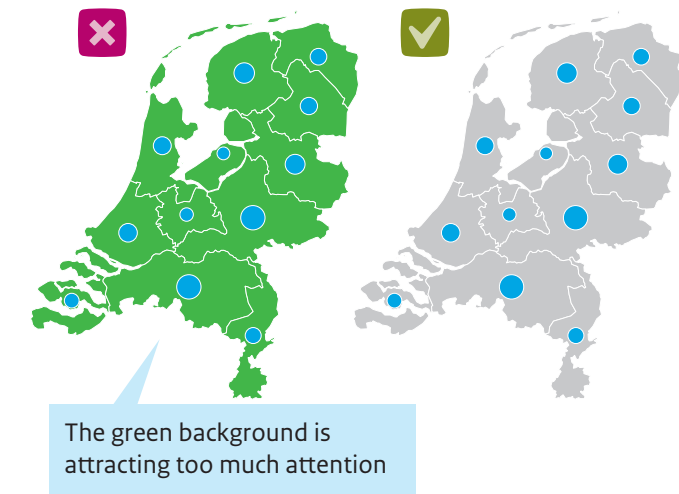 The green background is
attracting too much attention